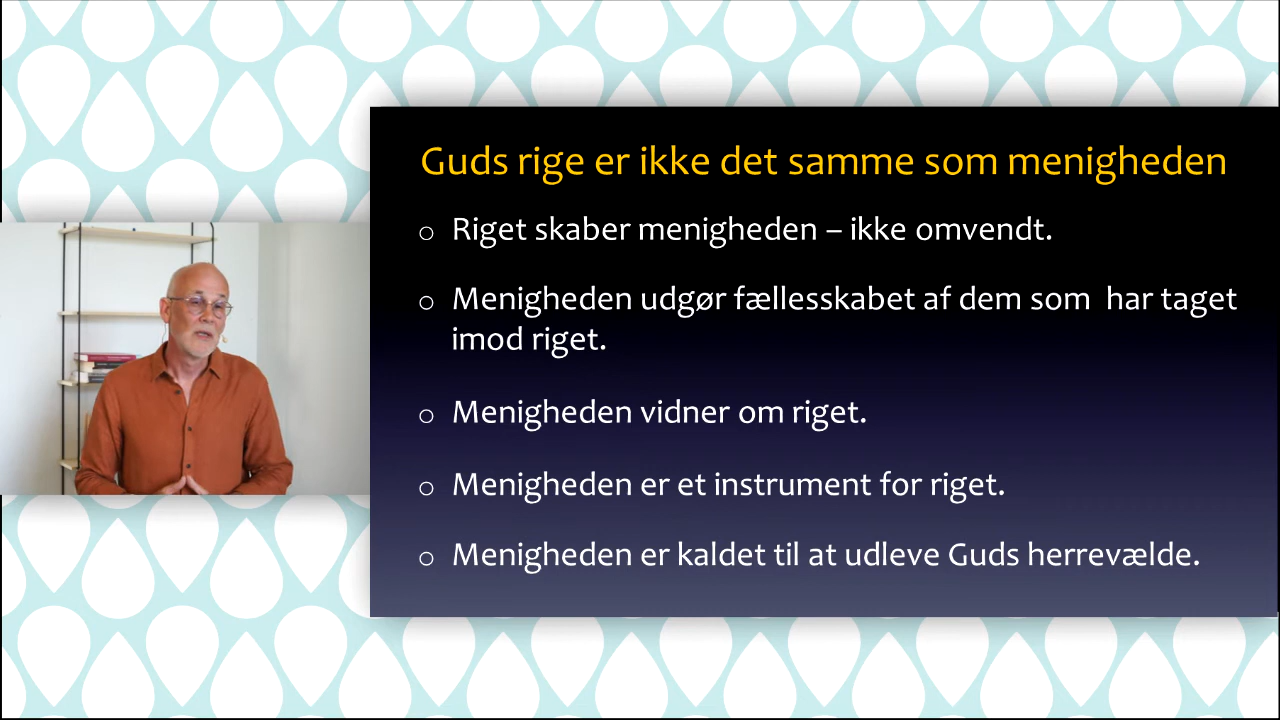 Guds rige er ikke det samme som menigheden
o Riget skaber menigheden – ikke omvendt.
o Menigheden udgør fællesskabet af dem som  har taget
imod riget.
o Menigheden vidner om riget.
o Menigheden er et instrument for riget.
o Menigheden er kaldet til at udleve Guds herrevælde.